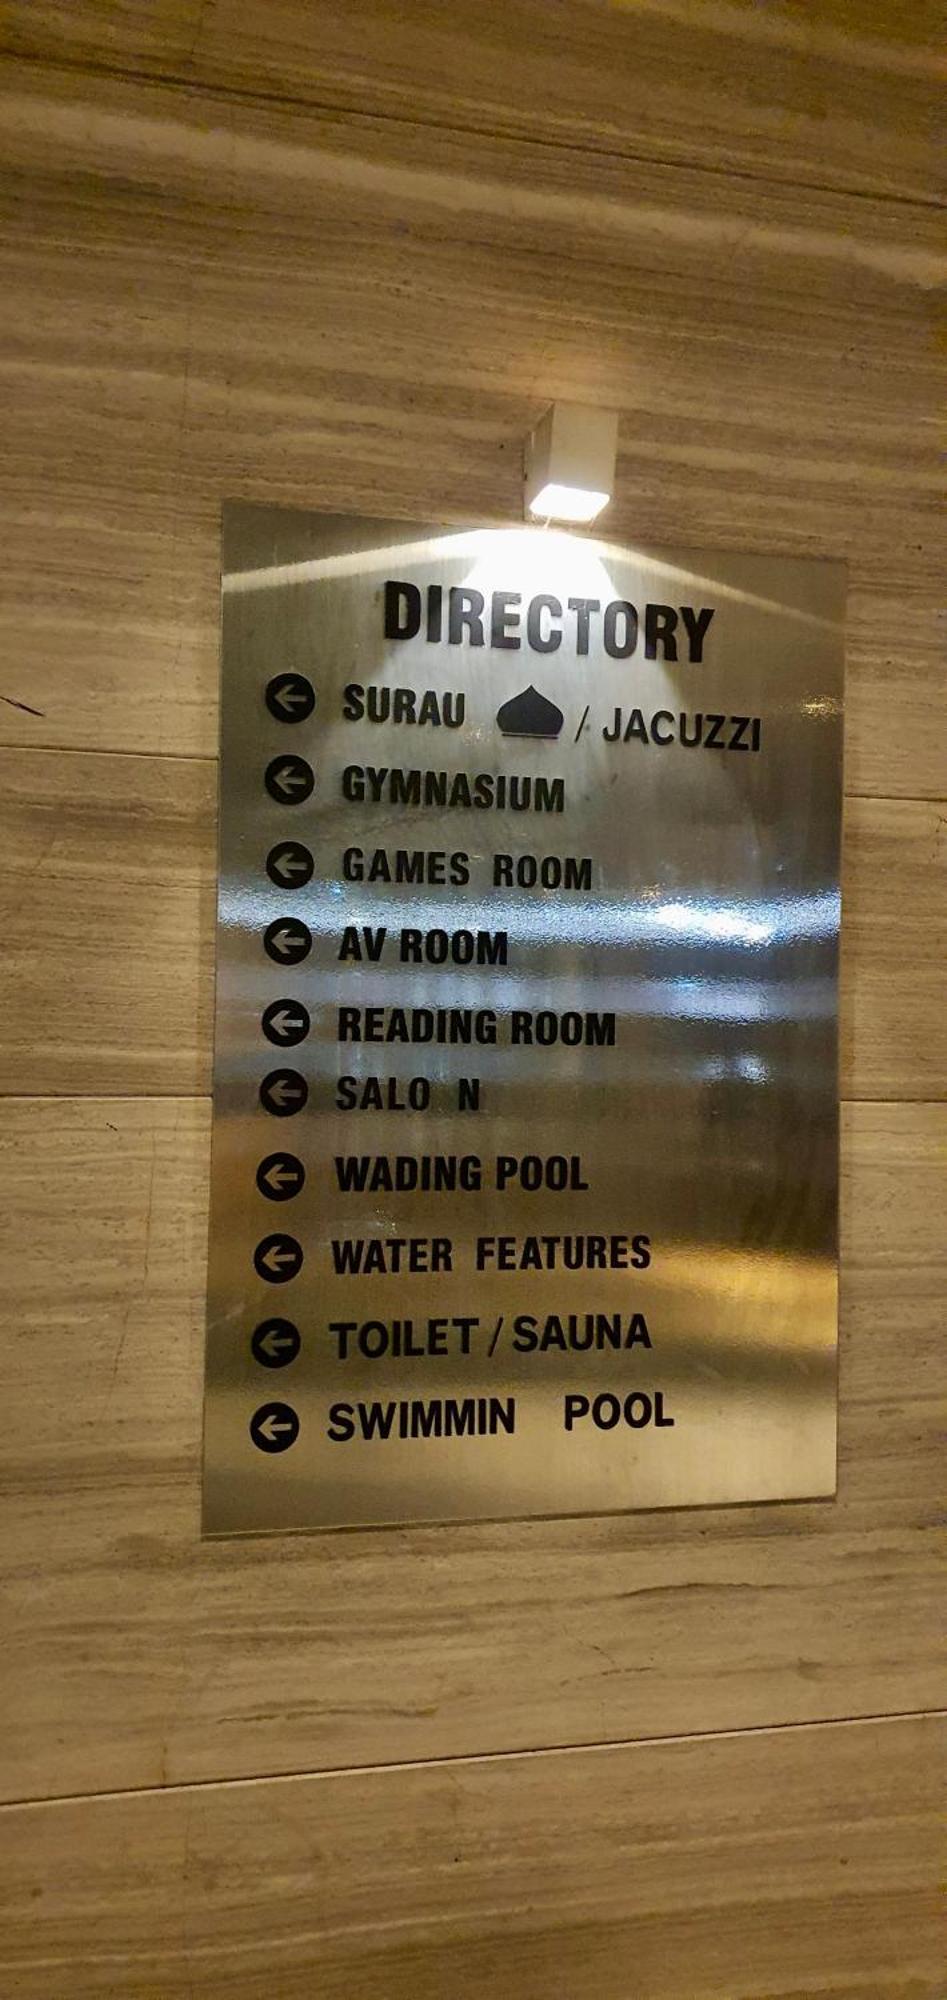 DIRECTORY
SURAU / JACUZZI
GYMNASIUM
GAMES ROOM
AV ROOM
READING ROOM
SALO N
WADING POOL
WATER FEATURES
TOILET / SAUNA
SWIMMIN POOL